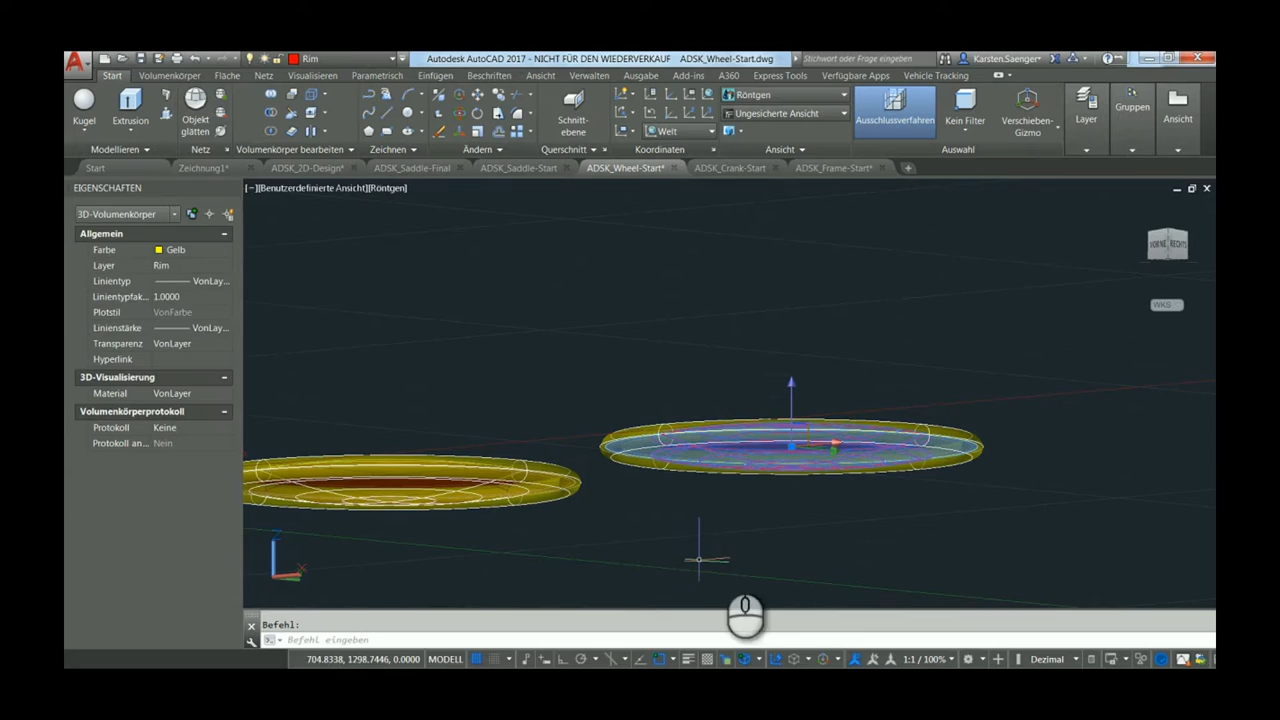 Rim
Autodesk AutoCAD 2017 - NICHT FÜR DEN WIEDERVERKAUF ADSK_Wheel-Start.dwg
Stichwort oder Frage eingeben
Karsten.Saenger...
Start Volumenkörper Fläche Netz Visualisieren Parametrisch Einfügen Beschriften Ansicht Verwalten Ausgabe Add-ins A360 Express Tools Verfügbare Apps Vehicle Tracking
Kugel
Extrusion
Objekt
glätten
Schnitt-
ebene
Röntgen
Ungesicherte Ansicht
Welt
Ausschlussverfahren
Kein Filter
Verschieben-
Gizmo
Layer
Gruppen
Ansicht
Modellieren Netz Volumenkörper bearbeiten Zeichnen Ändern Querschnitt Koordinaten Ansicht Auswahl
Start Zeichnung1* ADSK_2D-Design* ADSK_Saddle-Final ADSK_Saddle-Start ADSK_Wheel-Start* ADSK_Crank-Start ADSK_Frame-Start*
EIGENSCHAFTEN
[−][Benutzerdefinierte Ansicht][Röntgen]
3D-Volumenkörper
Allgemein
Farbe Gelb
Layer Rim
Linientyp VonLay...
Linientypfak... 1.0000
Plotstil VonFarbe
Linienstärke VonLay...
Transparenz VonLayer
Hyperlink
3D-Visualisierung
Material VonLayer
Volumenkörperprotokoll
Protokoll Keine
Protokoll an... Nein
VORNE RECHTS
WKS
Z
X
Befehl:
Befehl eingeben
704.8338, 1298.7446, 0.0000 MODELL 1:1 / 100% Dezimal